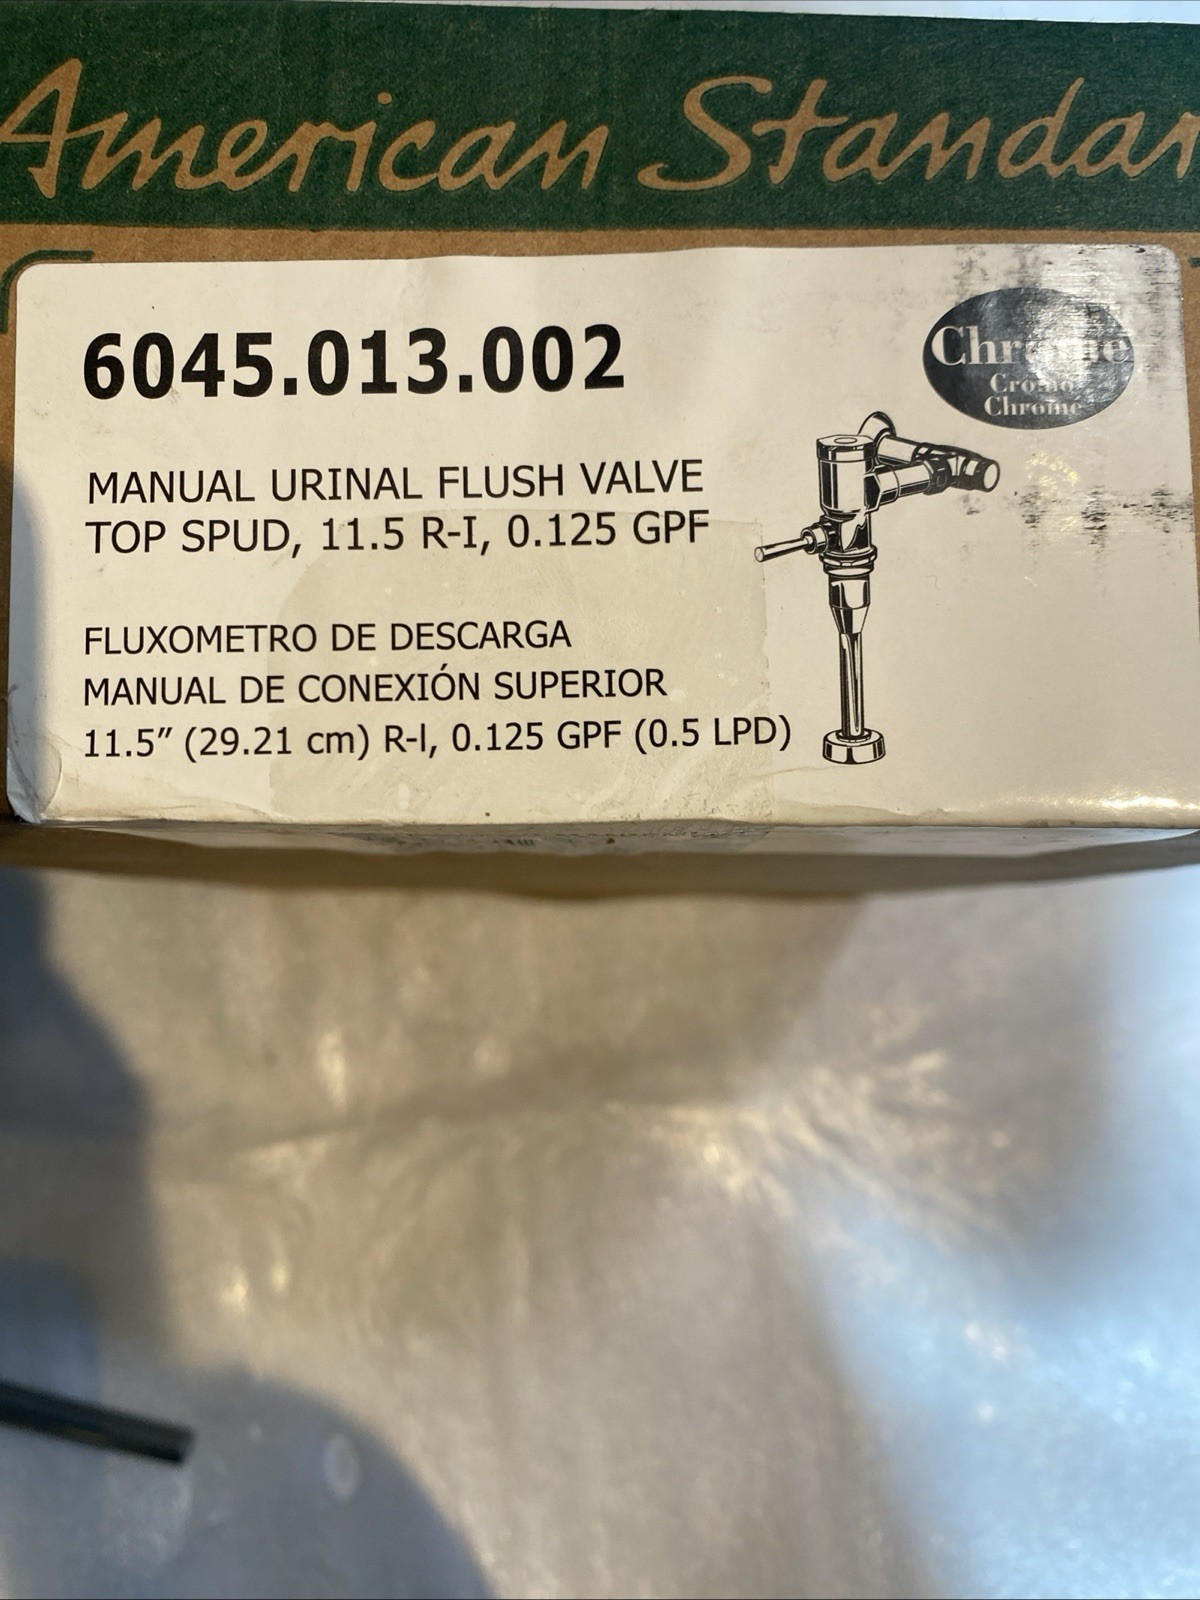 American Standar
6045.013.002
Chrome
Cromo
Chromé
MANUAL URINAL FLUSH VALVE
TOP SPUD, 11.5 R-I, 0.125 GPF
FLUXOMETRO DE DESCARGA
MANUAL DE CONEXIÓN SUPERIOR
11.5” (29.21 cm) R-l, 0.125 GPF (0.5 LPD)